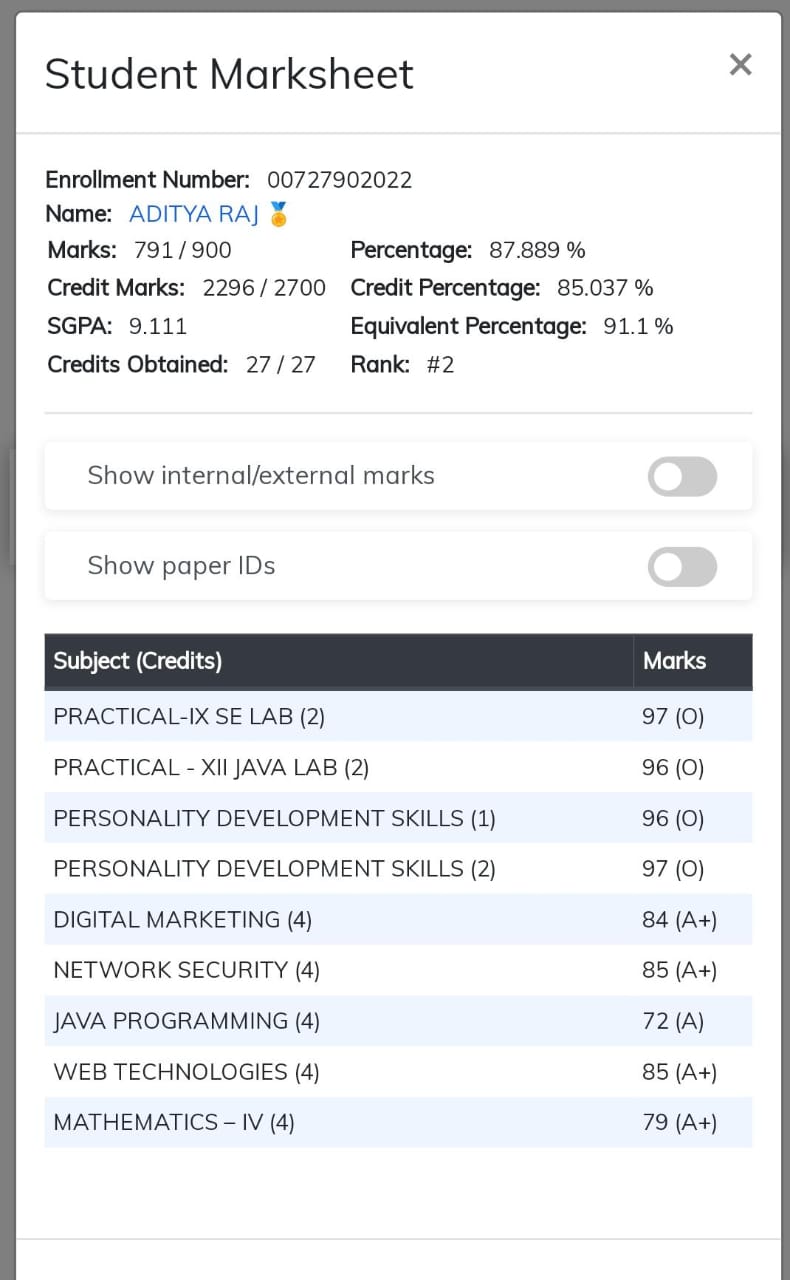 Student Marksheet ×
Enrollment Number: 00727902022
Name: ADITYA RAJ 🏅
Marks: 791 / 900 Percentage: 87.889 %
Credit Marks: 2296 / 2700 Credit Percentage: 85.037 %
SGPA: 9.111 Equivalent Percentage: 91.1 %
Credits Obtained: 27 / 27 Rank: #2
Show internal/external marks
Show paper IDs
Subject (Credits) Marks
PRACTICAL-IX SE LAB (2) 97 (O)
PRACTICAL - XII JAVA LAB (2) 96 (O)
PERSONALITY DEVELOPMENT SKILLS (1) 96 (O)
PERSONALITY DEVELOPMENT SKILLS (2) 97 (O)
DIGITAL MARKETING (4) 84 (A+)
NETWORK SECURITY (4) 85 (A+)
JAVA PROGRAMMING (4) 72 (A)
WEB TECHNOLOGIES (4) 85 (A+)
MATHEMATICS – IV (4) 79 (A+)